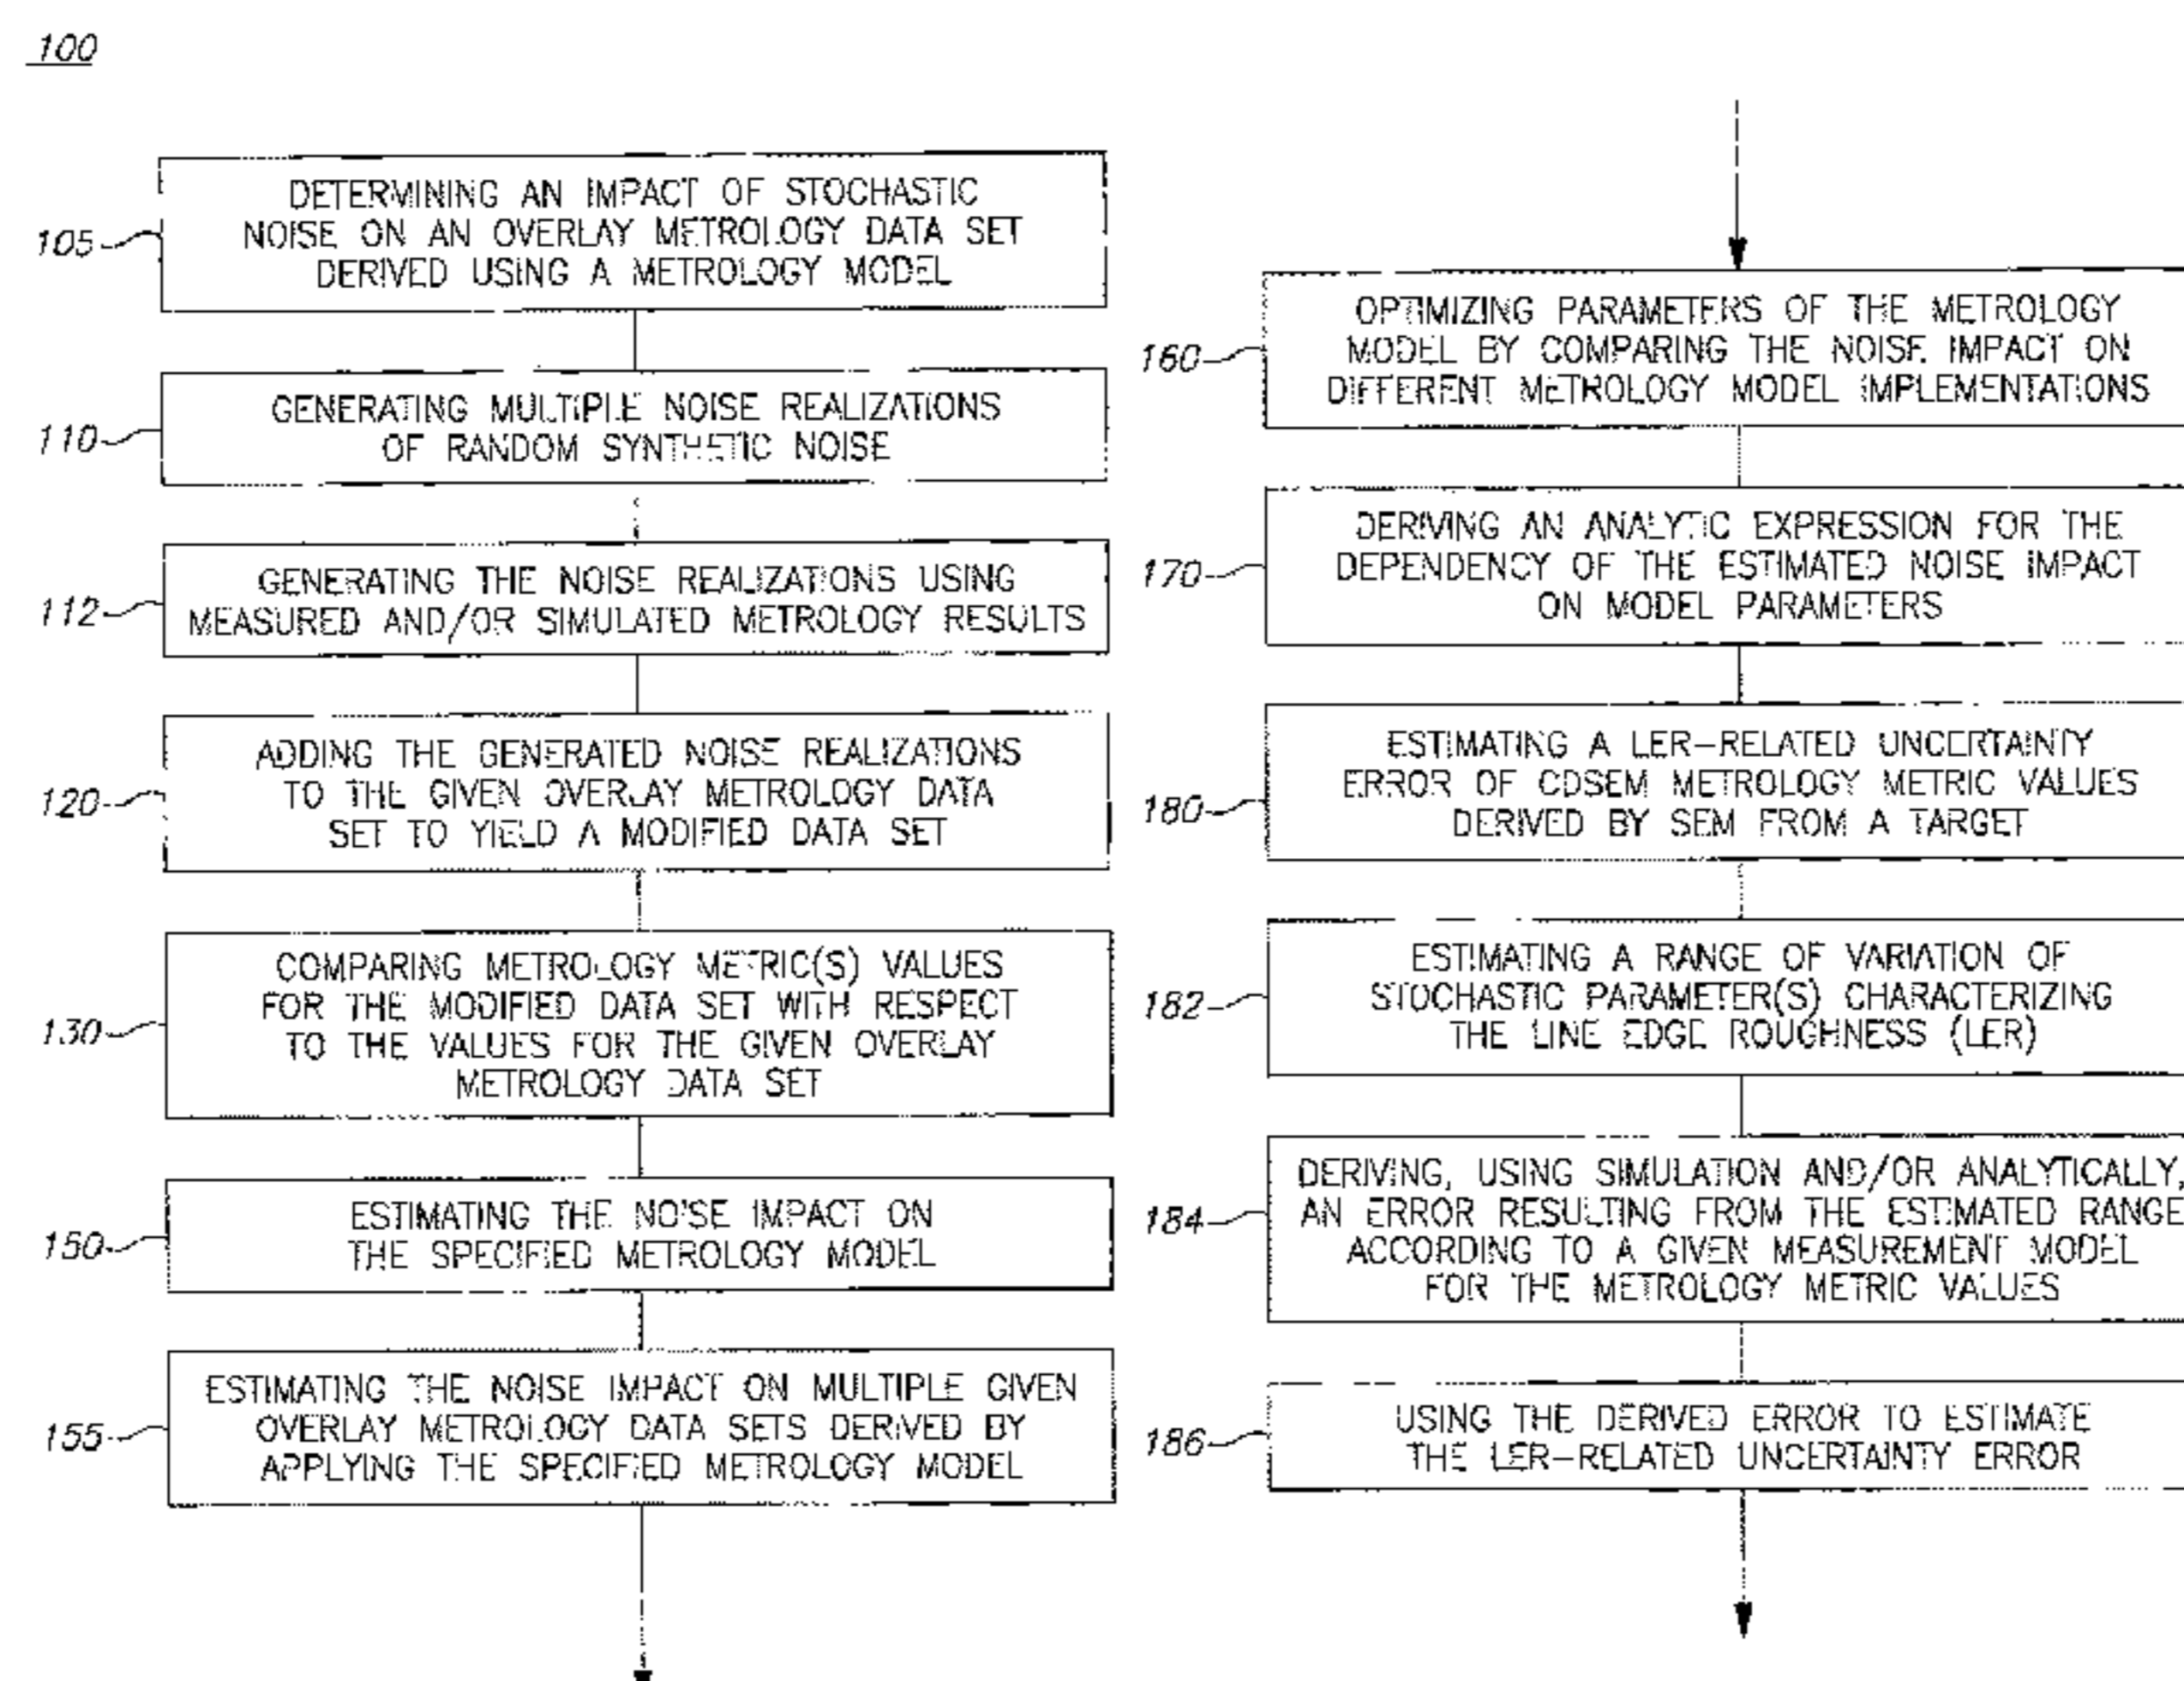 100
105
DETERMINING AN IMPACT OF STOCHASTIC
NOISE ON AN OVERLAY METROLOGY DATA SET
DERIVED USING A METROLOGY MODEL
110
GENERATING MULTIPLE NOISE REALIZATIONS
OF RANDOM SYNTHETIC NOISE
112
GENERATING THE NOISE REALIZATIONS USING
MEASURED AND/OR SIMULATED METROLOGY RESULTS
120
ADDING THE GENERATED NOISE REALIZATIONS
TO THE GIVEN OVERLAY METROLOGY DATA
SET TO YIELD A MODIFIED DATA SET
130
COMPARING METROLOGY METRIC(S) VALUES
FOR THE MODIFIED DATA SET WITH RESPECT
TO THE VALUES FOR THE GIVEN OVERLAY
METROLOGY DATA SET
150
ESTIMATING THE NOISE IMPACT ON
THE SPECIFIED METROLOGY MODEL
155
ESTIMATING THE NOISE IMPACT ON MULTIPLE GIVEN
OVERLAY METROLOGY DATA SETS DERIVED BY
APPLYING THE SPECIFIED METROLOGY MODEL
160
OPTIMIZING PARAMETERS OF THE METROLOGY
MODEL BY COMPARING THE NOISE IMPACT ON
DIFFERENT METROLOGY MODEL IMPLEMENTATIONS
170
DERIVING AN ANALYTIC EXPRESSION FOR THE
DEPENDENCY OF THE ESTIMATED NOISE IMPACT
ON MODEL PARAMETERS
180
ESTIMATING A LER-RELATED UNCERTAINTY
ERROR OF CDSEM METROLOGY METRIC VALUES
DERIVED BY SEM FROM A TARGET
182
ESTIMATING A RANGE OF VARIATION OF
STOCHASTIC PARAMETER(S) CHARACTERIZING
THE LINE EDGE ROUGHNESS (LER)
184
DERIVING, USING SIMULATION AND/OR ANALYTICALLY,
AN ERROR RESULTING FROM THE ESTIMATED RANGE
ACCORDING TO A GIVEN MEASUREMENT MODEL
FOR THE METROLOGY METRIC VALUES
186
USING THE DERIVED ERROR TO ESTIMATE
THE LER-RELATED UNCERTAINTY ERROR